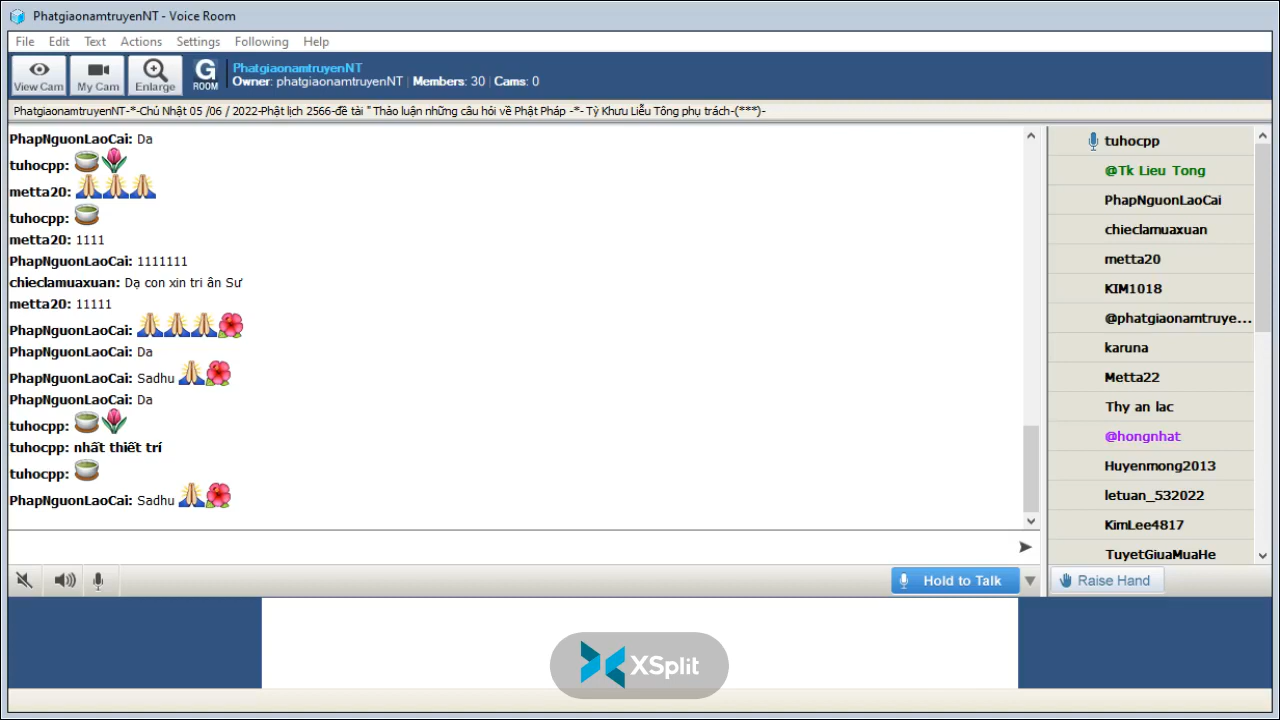 PhatgiaonamtruyenNT - Voice Room
File Edit Text Actions Settings Following Help
View Cam My Cam Enlarge G ROOM
PhatgiaonamtruyenNT
Owner: phatgiaonamtruyenNT | Members: 30 | Cams: 0
PhatgiaonamtruyenNT-*-Chủ Nhật 05 /06 / 2022-Phật lịch 2566-đề tài " Thảo luận những câu hỏi về Phật Pháp -*- Tỳ Khưu Liễu Tông phụ trách-(***)-
PhapNguonLaoCai: Da
tuhocpp:
metta20:
tuhocpp:
metta20: 1111
PhapNguonLaoCai: 1111111
chieclamuaxuan: Dạ con xin tri ân Sư
metta20: 11111
PhapNguonLaoCai:
PhapNguonLaoCai: Da
PhapNguonLaoCai: Sadhu
PhapNguonLaoCai: Da
tuhocpp:
tuhocpp: nhất thiết trí
tuhocpp:
PhapNguonLaoCai: Sadhu
tuhocpp
@Tk Lieu Tong
PhapNguonLaoCai
chieclamuaxuan
metta20
KIM1018
@phatgiaonamtruye...
karuna
Metta22
Thy an lac
@hongnhat
Huyenmong2013
letuan_532022
KimLee4817
TuyetGiuaMuaHe
Hold to Talk
Raise Hand
XSplit